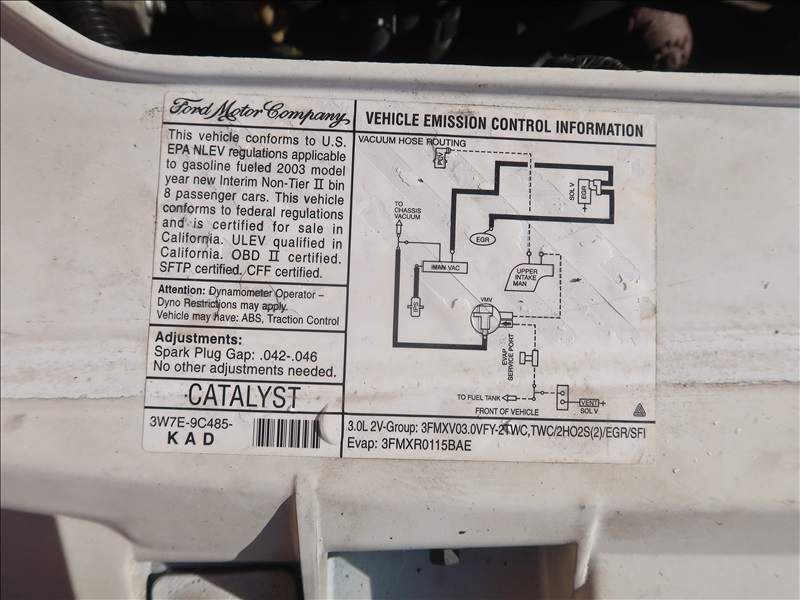 Ford Motor Company
VEHICLE EMISSION CONTROL INFORMATION
This vehicle conforms to U.S.
EPA NLEV regulations applicable
to gasoline fueled 2003 model
year new Interim Non-Tier II bin
8 passenger cars. This vehicle
conforms to federal regulations
and is certified for sale in
California. ULEV qualified in
California. OBD II certified.
SFTP certified. CFF certified.
Attention: Dynamometer Operator –
Dyno Restrictions may apply.
Vehicle may have: ABS, Traction Control
Adjustments:
Spark Plug Gap: .042-.046
No other adjustments needed.
CATALYST
3W7E-9C485-
KAD
VACUUM HOSE ROUTING
PCV
SOL V
EGR
TO
CHASSIS
VACUUM
EGR
MAN VAC
UPPER
INTAKE
MAN
IPS
VMV
EVAP
SERVICE PORT
TO FUEL TANK
VENT
SOL V
FRONT OF VEHICLE
3.0L 2V-Group: 3FMXV03.0VFY-2TWC,TWC/2HO2S(2)/EGR/SFI
Evap: 3FMXR0115BAE